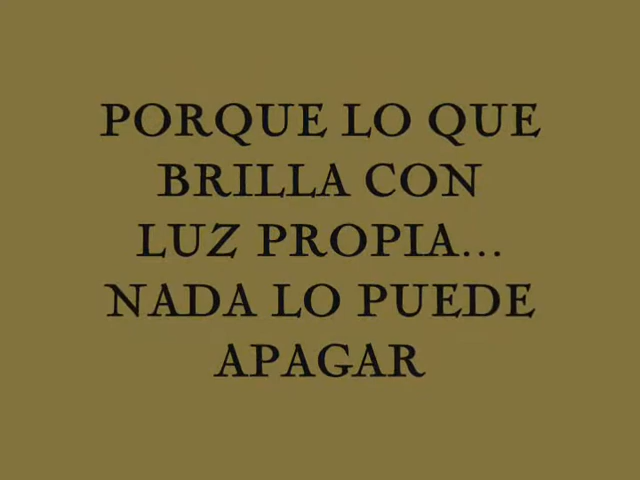 PORQUE LO QUE
BRILLA CON
LUZ PROPIA...
NADA LO PUEDE
APAGAR